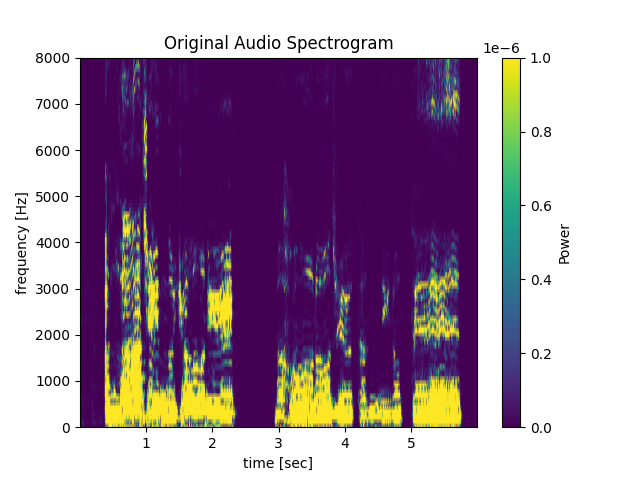 Original Audio Spectrogram
1e−6
8000
7000
6000
5000
4000
3000
2000
1000
0
frequency [Hz]
1 2 3 4 5
time [sec]
1.0
0.8
0.6
0.4
0.2
0.0
Power